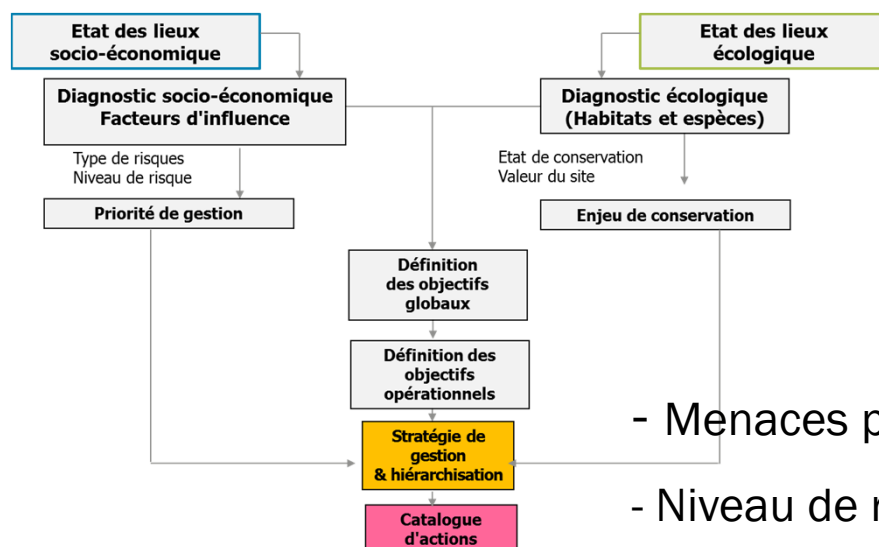 Etat des lieux
socio-économique
Etat des lieux
écologique
Diagnostic socio-économique
Facteurs d'influence
Diagnostic écologique
(Habitats et espèces)
Type de risques
Niveau de risque
Etat de conservation
Valeur du site
Priorité de gestion
Enjeu de conservation
Définition
des objectifs
globaux
Définition des
objectifs
opérationnels
- Menaces
Stratégie de
gestion
& hiérarchisation
- Niveau de
Catalogue
d'actions